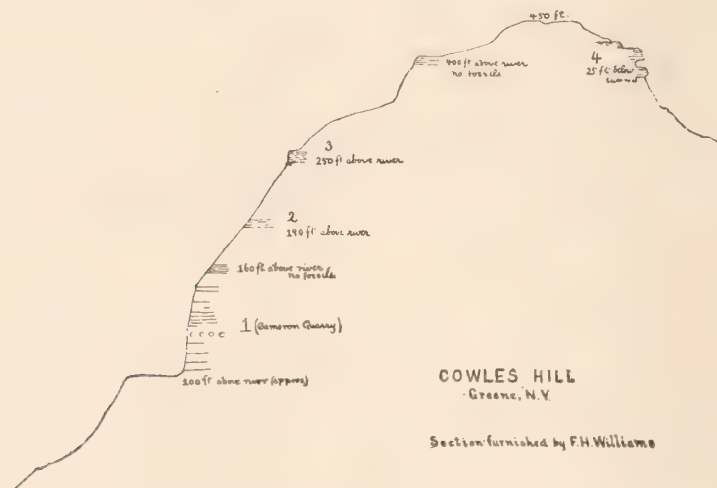 450 ft.
400 ft above river
no fossils
4
25 ft below
summit
3
250 ft above river
2
190 ft above river
160 ft above river
no fossils
1 (Cameron Quarry)
100 ft above river (approx)
COWLES HILL
Greene, N.Y.
Section furnished by F.H. Williams